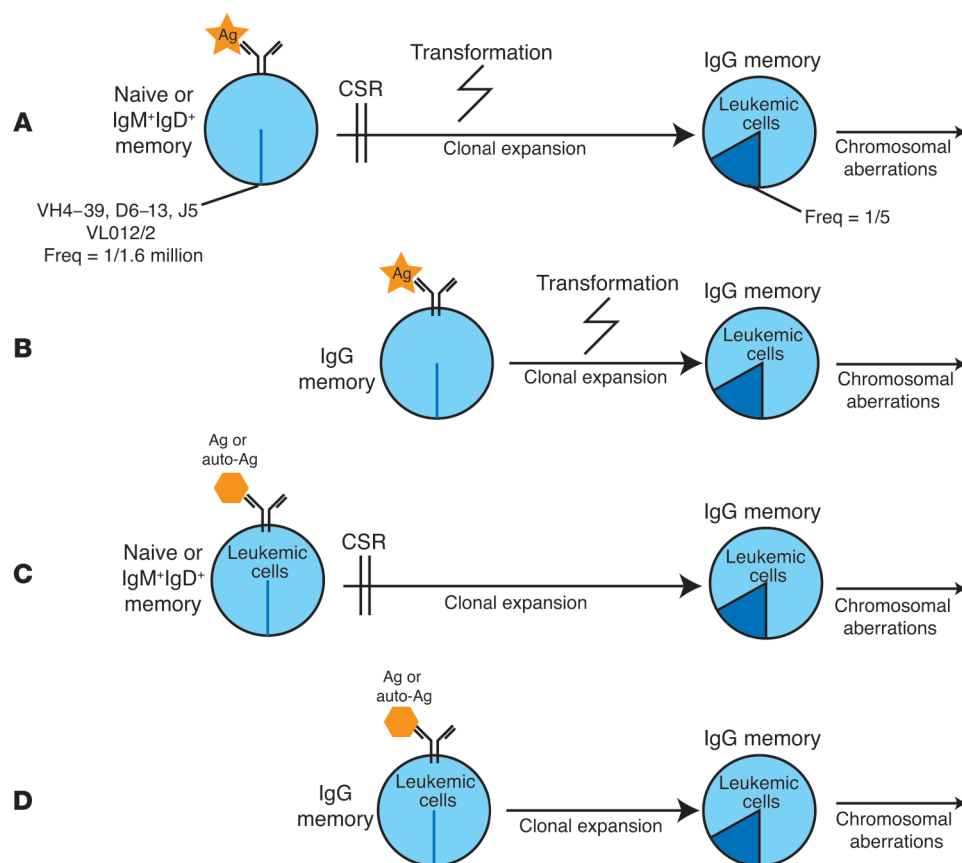 A
Ag
Naive or
IgM⁺IgD⁺
memory
VH4–39, D6–13, J5
VL012/2
Freq = 1/1.6 million
CSR
Transformation
Clonal expansion
IgG memory
Leukemic
cells
Freq = 1/5
Chromosomal
aberrations
B
Ag
IgG
memory
Transformation
Clonal expansion
IgG memory
Leukemic
cells
Chromosomal
aberrations
C
Ag or
auto-Ag
Naive or
IgM⁺IgD⁺
memory
Leukemic
cells
CSR
Clonal expansion
IgG memory
Leukemic
cells
Chromosomal
aberrations
D
Ag or
auto-Ag
IgG
memory
Leukemic
cells
Clonal expansion
IgG memory
Leukemic
cells
Chromosomal
aberrations